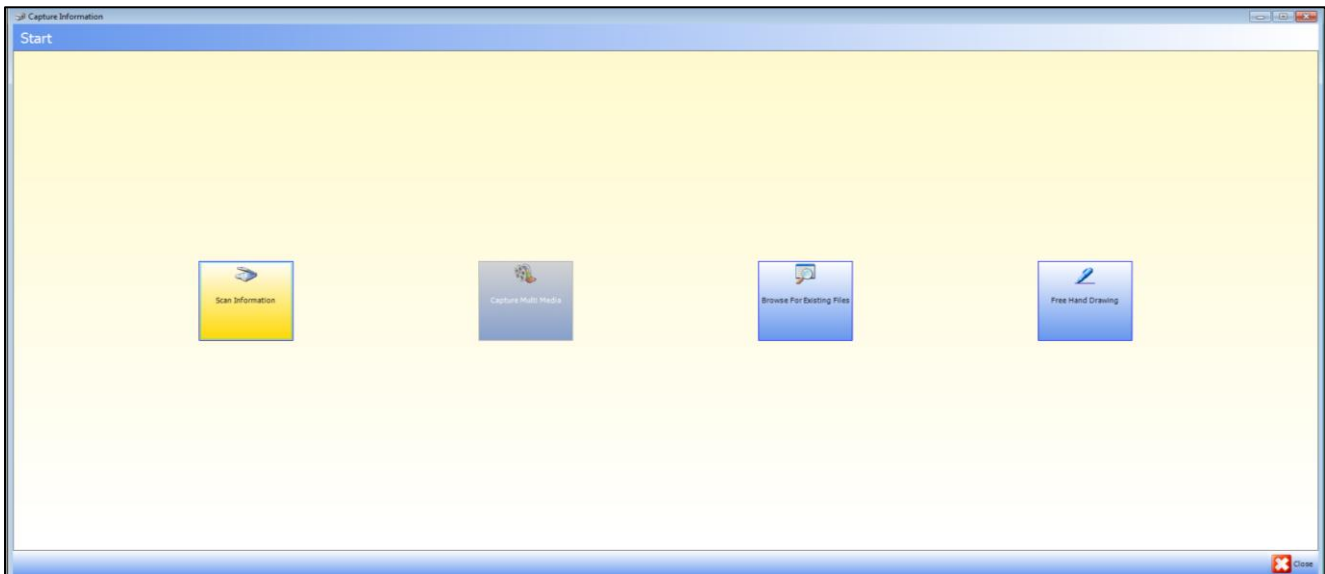 Capture Information
Start
Scan Information
Capture Multi Media
Browse For Existing Files
Free Hand Drawing
Close